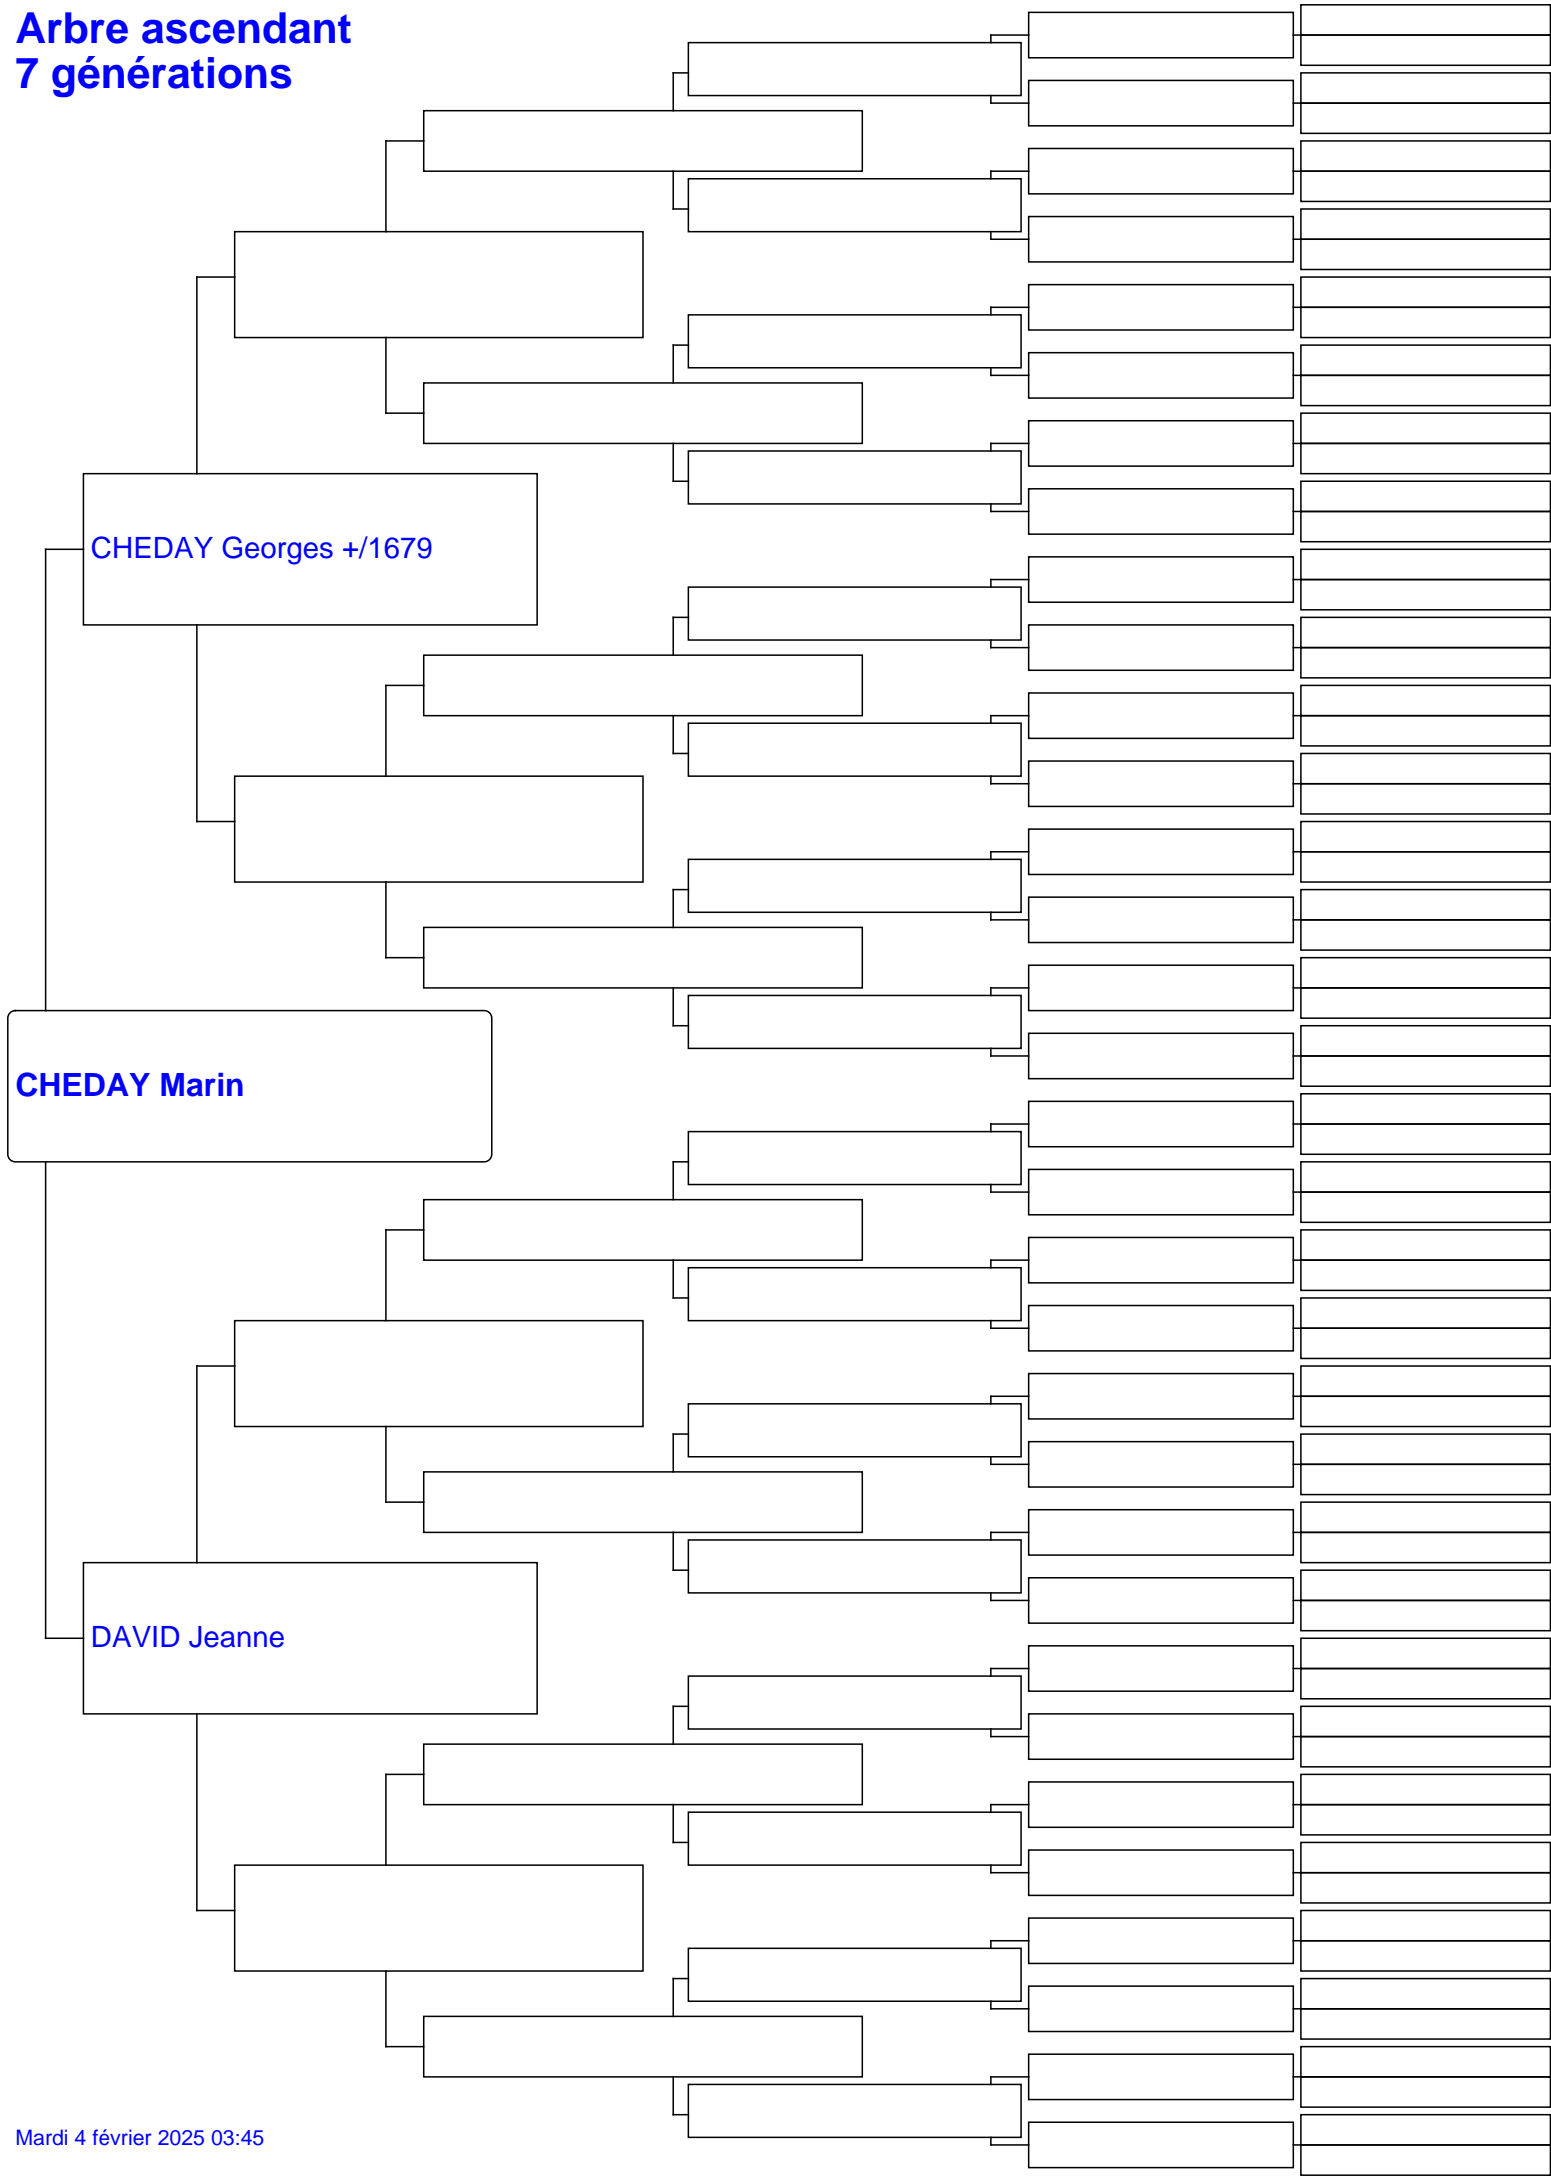 Arbre ascendant
7 générations
CHEDAY Georges +/1679
CHEDAY Marin
DAVID Jeanne
Mardi 4 février 2025 03:45